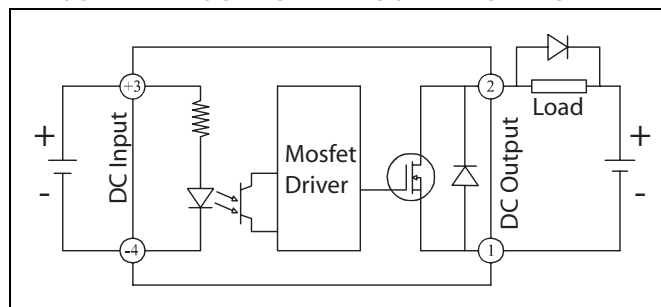 +3
2
+
-
DC Input
Mosfet
Driver
DC Output
Load
+
-
-4
1